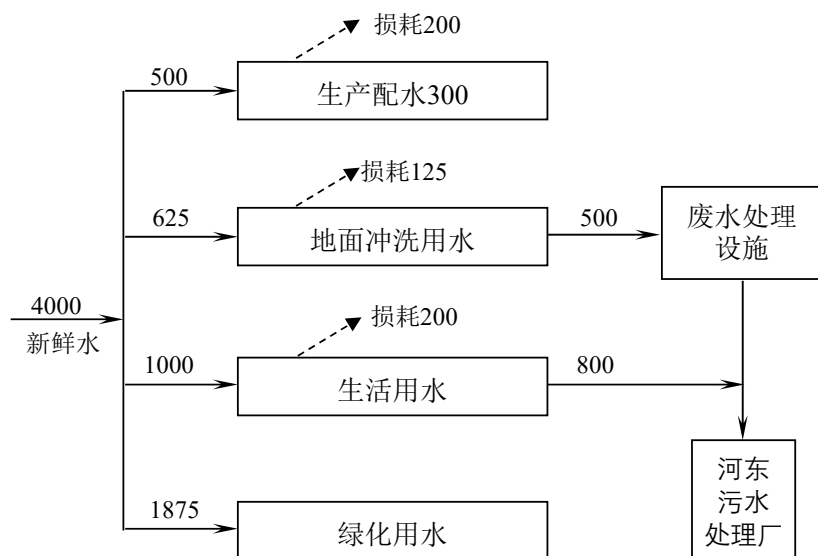 损耗200
500
生产配水300
损耗125
625
地面冲洗用水
500
废水处理
设施
4000
新鲜水
损耗200
1000
生活用水
800
河东
污水
处理厂
1875
绿化用水